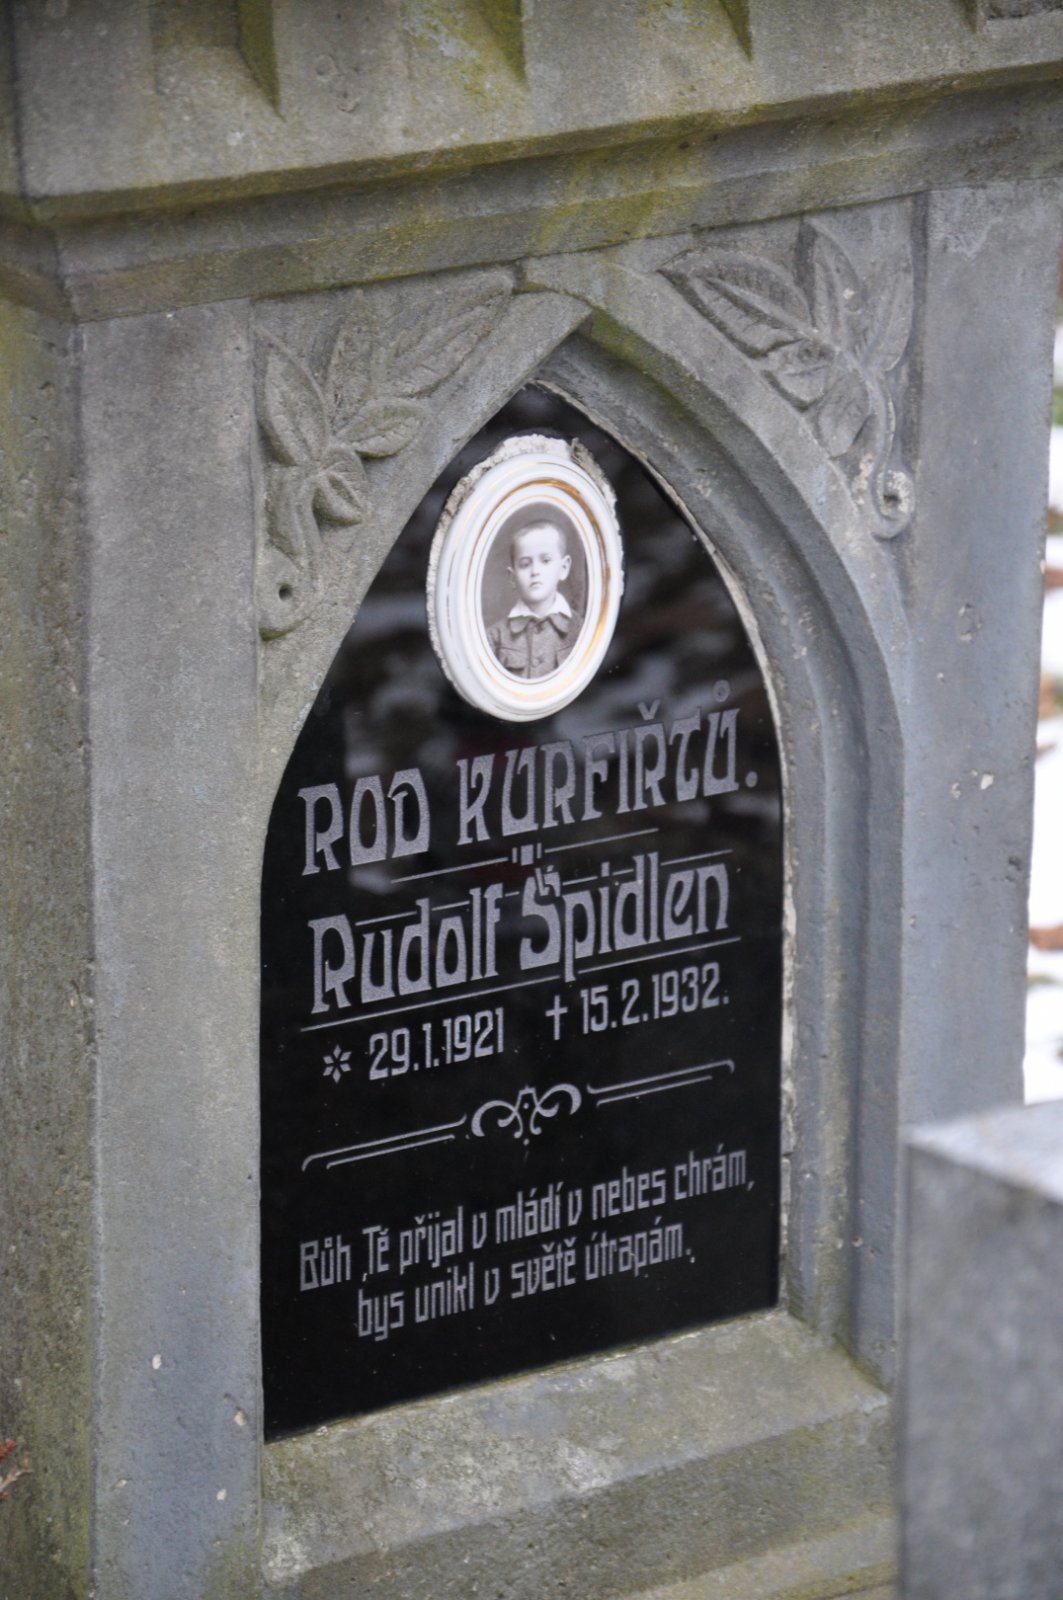 ROD KÜRFIŘTŮ.
Rudolf Špidlen
* 29.1.1921 † 15.2.1932.
Bůh Tě přijal v mládí v nebes chrám,
bys unikl v světě útrapám.